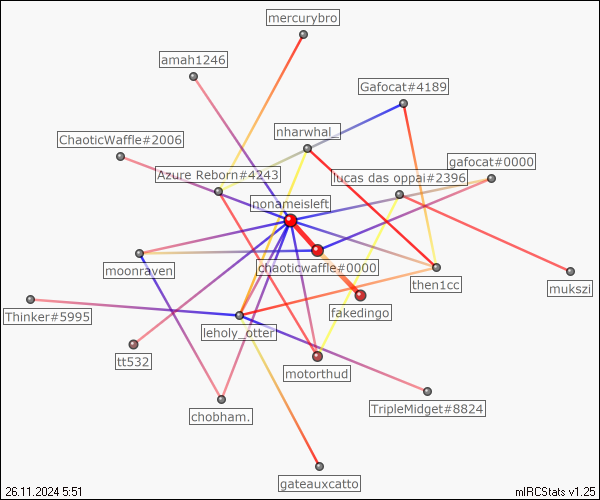 mercurybro
amah1246
Gafocat#4189
nharwhal_
ChaoticWaffle#2006
gafocat#0000
Azure Reborn#4243
lucas das oppai#2396
nonameisleft
moonraven
chaoticwaffle#0000
then1cc
mukszi
Thinker#5995
fakedingo
leholy_otter
tt532
motorthud
chobham.
TripleMidget#8824
gateauxcatto
26.11.2024 5:51
mIRCStats v1.25